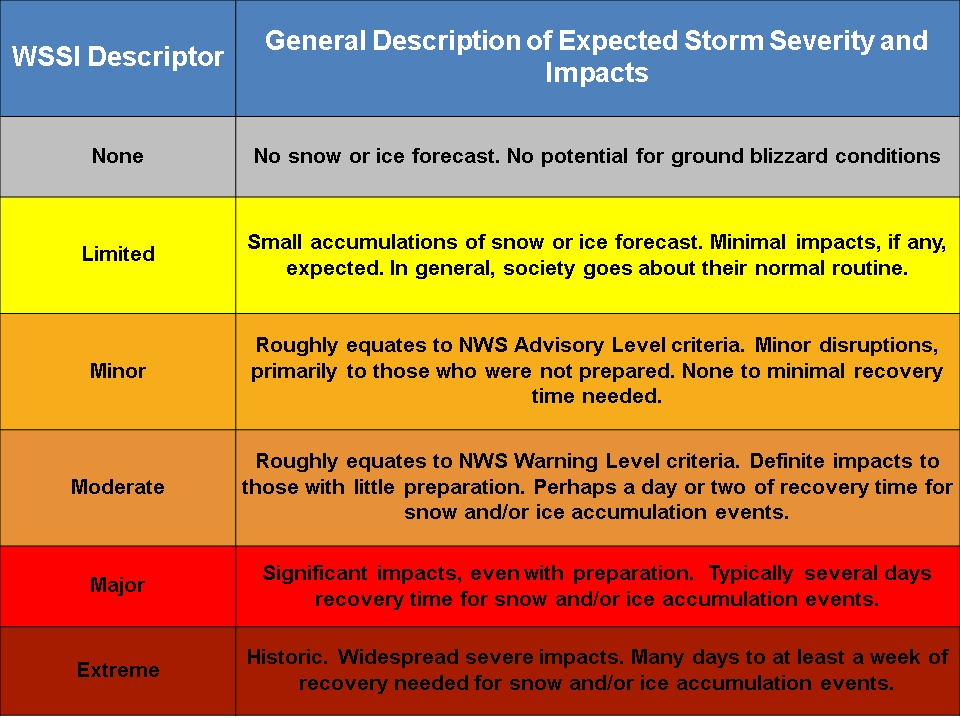 WSSI Descriptor
General Description of Expected Storm Severity and
Impacts
None
No snow or ice forecast. No potential for ground blizzard conditions
Limited
Small accumulations of snow or ice forecast. Minimal impacts, if any,
expected. In general, society goes about their normal routine.
Minor
Roughly equates to NWS Advisory Level criteria. Minor disruptions,
primarily to those who were not prepared. None to minimal recovery
time needed.
Moderate
Roughly equates to NWS Warning Level criteria. Definite impacts to
those with little preparation. Perhaps a day or two of recovery time for
snow and/or ice accumulation events.
Major
Significant impacts, even with preparation. Typically several days
recovery time for snow and/or ice accumulation events.
Extreme
Historic. Widespread severe impacts. Many days to at least a week of
recovery needed for snow and/or ice accumulation events.